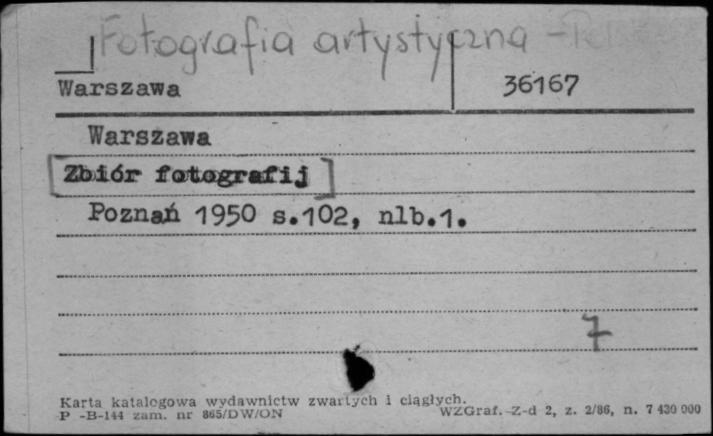 Fotografia artystyczna -
Warszawa 36167
Warszawa
[Zbiór fotografij]
Poznań 1950 s.102, nlb.1.
7
Karta katalogowa wydawnictw zwartych i ciągłych.
P -B-144 zam. nr 865/DW/ON WZGraf. Z-d 2, z. 2/86, n. 7 430 000